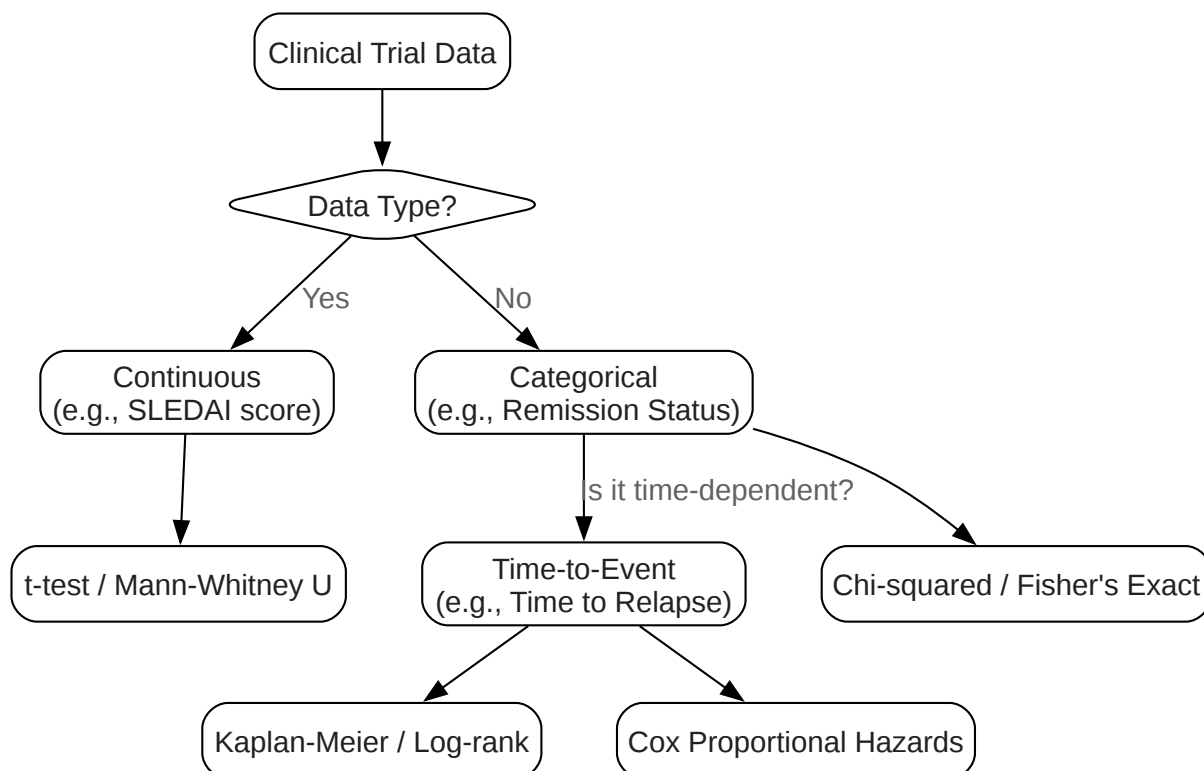 Clinical Trial Data
Data Type?
Yes
No
Continuous
(e.g., SLEDAI score)
Categorical
(e.g., Remission Status)
Is it time-dependent?
t-test / Mann-Whitney U
Time-to-Event
(e.g., Time to Relapse)
Chi-squared / Fisher's Exact
Kaplan-Meier / Log-rank
Cox Proportional Hazards